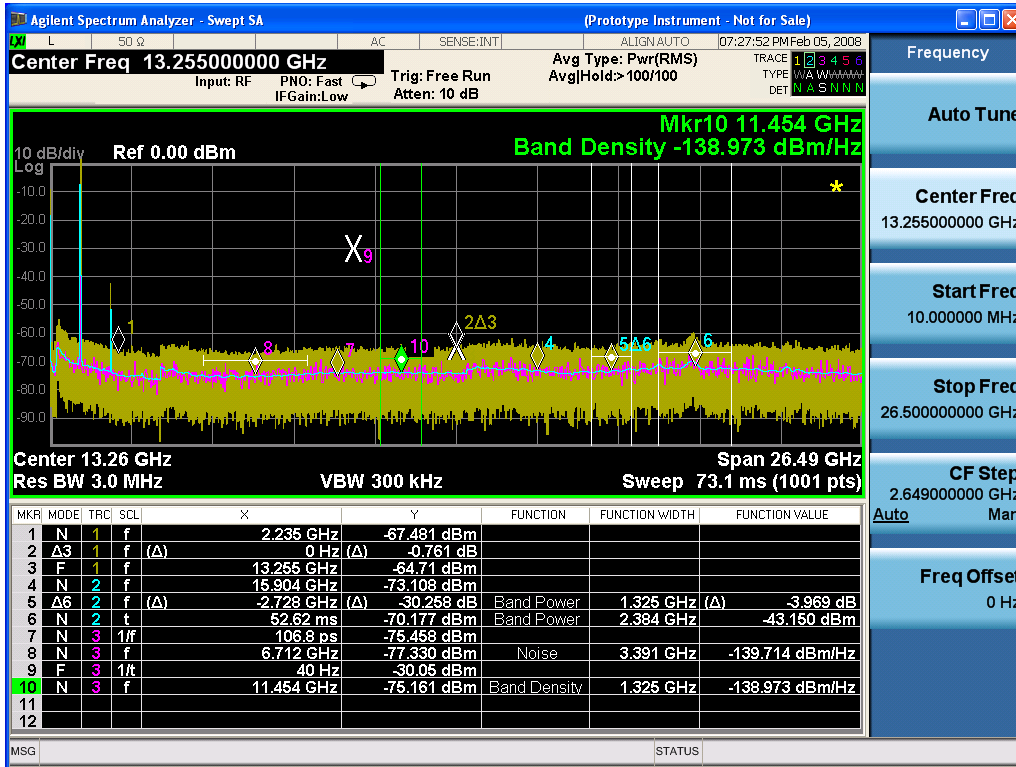 Agilent Spectrum Analyzer - Swept SA (Prototype Instrument - Not for Sale)
LXI L 50 Ω AC SENSE:INT ALIGN AUTO 07:27:52 PM Feb 05, 2008
Center Freq 13.255000000 GHz
Input: RF PNO: Fast IFGain:Low
Trig: Free Run
Atten: 10 dB
Avg Type: Pwr(RMS)
Avg|Hold:>100/100
TRACE 1 2 3 4 5 6
TYPE W A W W W W
DET N A S N N N
Mkr10 11.454 GHz
Band Density -138.973 dBm/Hz
10 dB/div Ref 0.00 dBm
Log
-10.0
-20.0
-30.0
-40.0
-50.0
-60.0
-70.0
-80.0
-90.0
*
X 9
1
8
7
10
2Δ3
4
5Δ6
6
Center 13.26 GHz Span 26.49 GHz
Res BW 3.0 MHz VBW 300 kHz Sweep 73.1 ms (1001 pts)
MKR MODE TRC SCL X Y FUNCTION FUNCTION WIDTH FUNCTION VALUE
1 N 1 f 2.235 GHz -67.481 dBm
2 Δ3 1 f (Δ) 0 Hz (Δ) -0.761 dB
3 F 1 f 13.255 GHz -64.71 dBm
4 N 2 f 15.904 GHz -73.108 dBm
5 Δ6 2 f (Δ) -2.728 GHz (Δ) -30.258 dB Band Power 1.325 GHz (Δ) -3.969 dB
6 N 2 t 52.62 ms -70.177 dBm Band Power 2.384 GHz -43.150 dBm
7 N 3 1/f 106.8 ps -75.458 dBm
8 N 3 f 6.712 GHz -77.330 dBm Noise 3.391 GHz -139.714 dBm/Hz
9 F 3 1/t 40 Hz -30.05 dBm
10 N 3 f 11.454 GHz -75.161 dBm Band Density 1.325 GHz -138.973 dBm/Hz
11
12
MSG STATUS
Frequency
Auto Tune
Center Freq
13.255000000 GHz
Start Freq
10.000000 MHz
Stop Freq
26.500000000 GHz
CF Step
2.649000000 GHz
Auto Man
Freq Offset
0 Hz